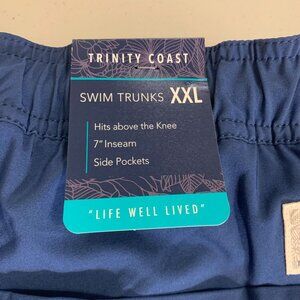 TRINITY COAST
SWIM TRUNKS XXL
Hits above the Knee
7" Inseam
Side Pockets
"LIFE WELL LIVED"